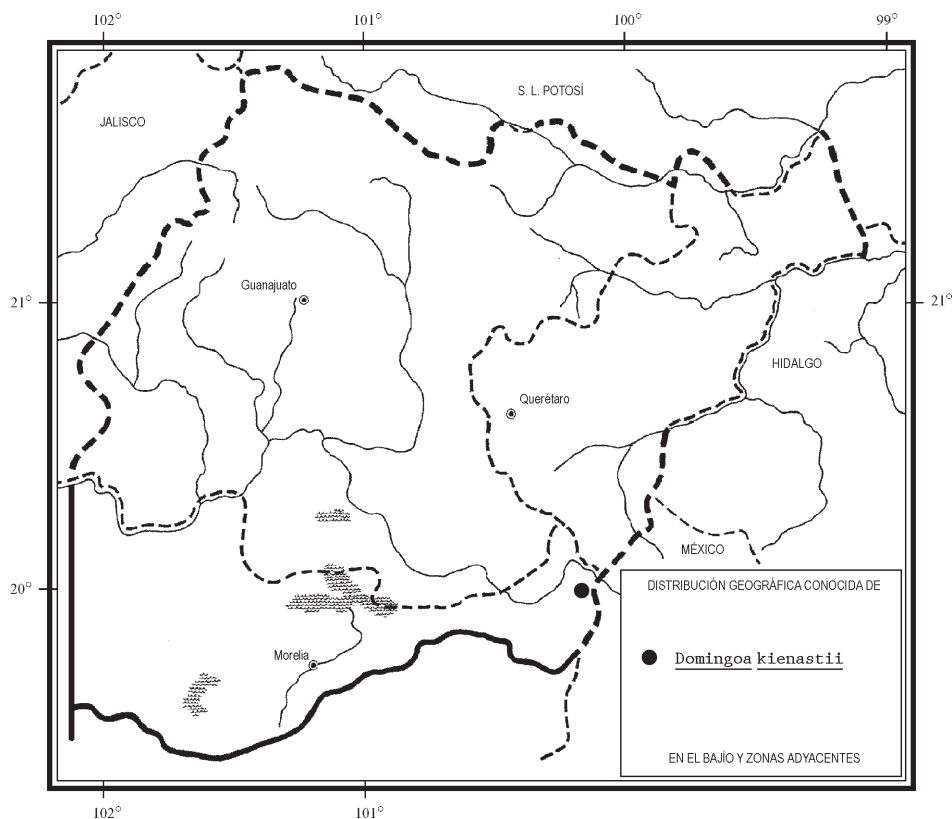 102° 101° 100° 99°
S. L. POTOSÍ
JALISCO
Guanajuato
21° 21°
HIDALGO
Querétaro
MÉXICO
20°
DISTRIBUCIÓN GEOGRÁFICA CONOCIDA DE
Domingoa kienastii
Morelia
EN EL BAJÍO Y ZONAS ADYACENTES
102° 101°